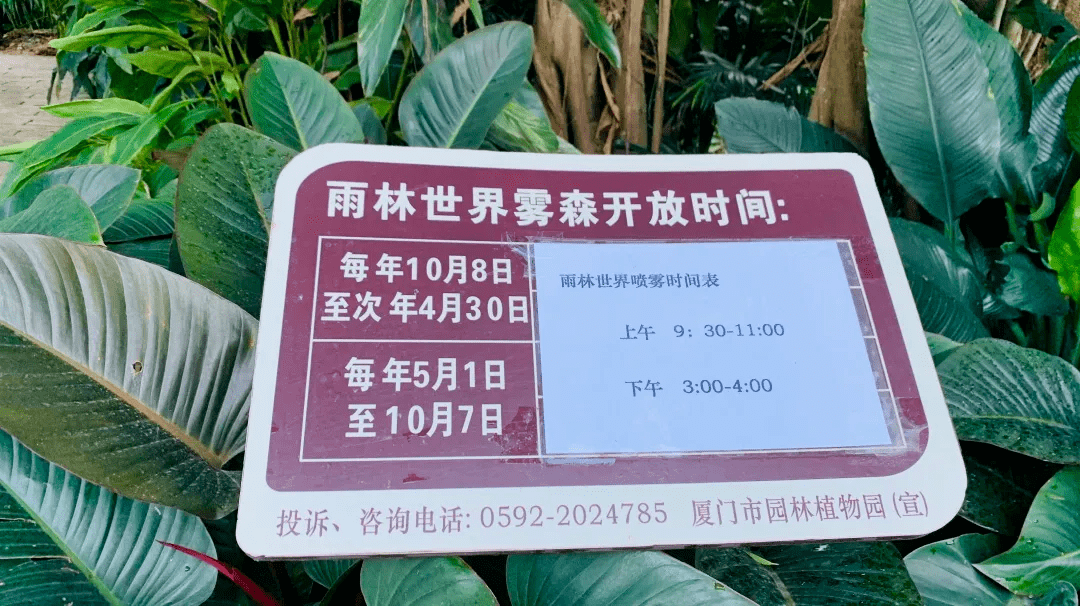 雨林世界雾森开放时间:
每年10月8日
至次年4月30日
雨林世界喷雾时间表
上午 9：30-11:00
下午 3:00-4:00
每年5月1日
至10月7日
投诉、咨询电话: 0592-2024785 厦门市园林植物园(宣)